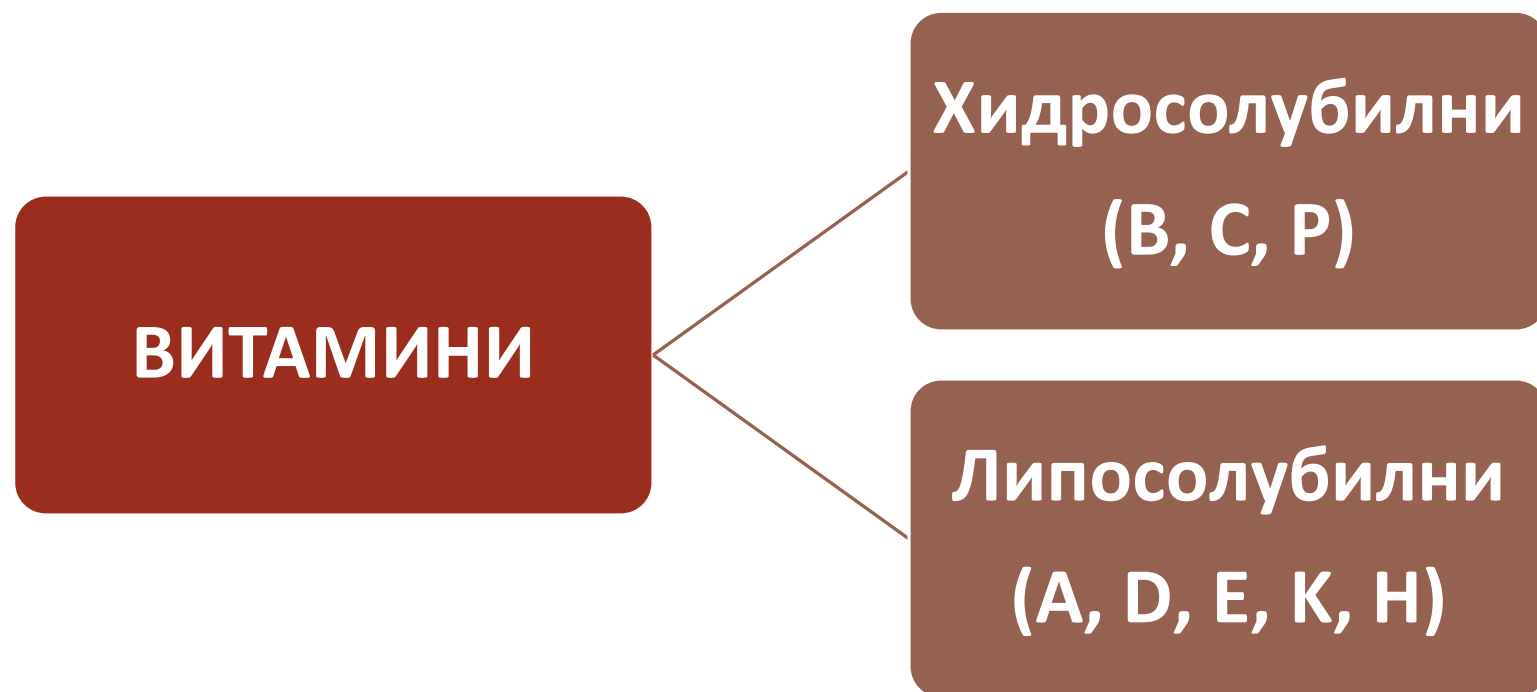 ВИТАМИНИ
Хидросолубилни
(B, C, P)
Липосолубилни
(A, D, E, K, H)